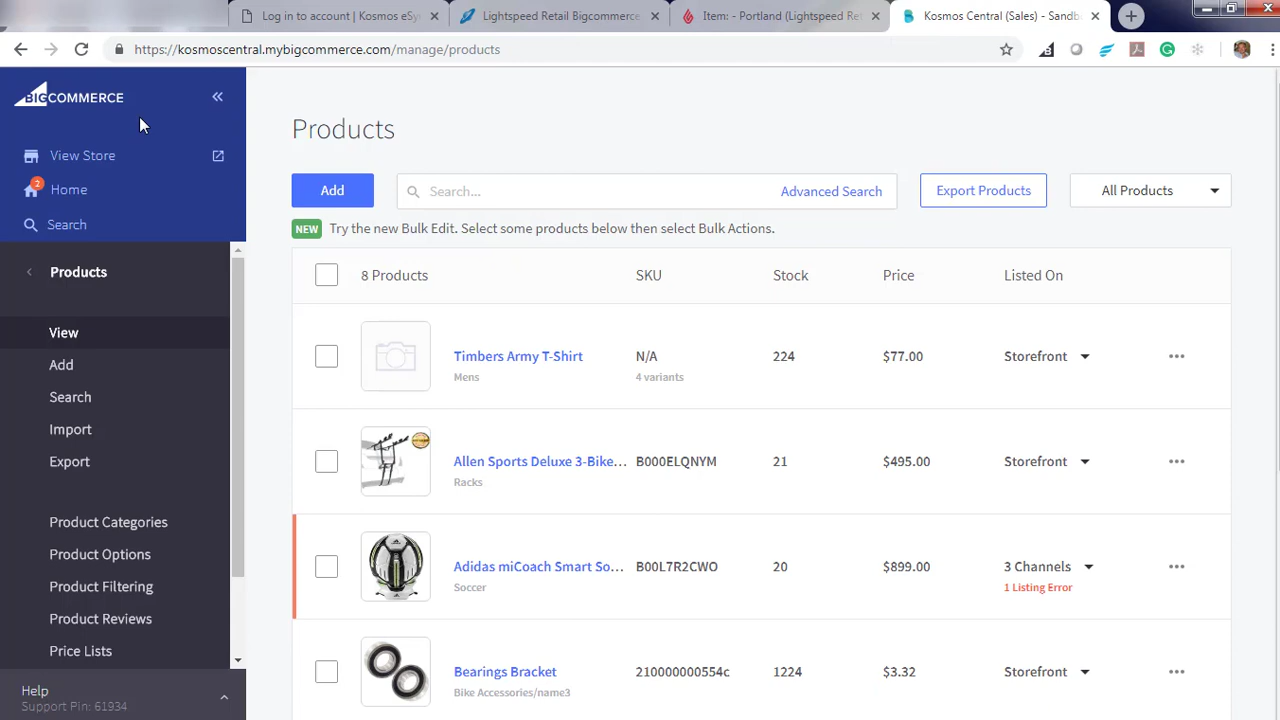 Log in to account | Kosmos eSy
Lightspeed Retail Bigcommerce
Item: - Portland (Lightspeed Ret
Kosmos Central (Sales) - Sandb
https://kosmoscentral.mybigcommerce.com/manage/products
BIGCOMMERCE
View Store
2
Home
Search
Products
View
Add
Search
Import
Export
Product Categories
Product Options
Product Filtering
Product Reviews
Price Lists
Help
Support Pin: 61934
Products
Add
Search...
Advanced Search
Export Products
All Products
NEW Try the new Bulk Edit. Select some products below then select Bulk Actions.
8 Products SKU Stock Price Listed On
Timbers Army T-Shirt N/A 224 $77.00 Storefront
Mens 4 variants
Allen Sports Deluxe 3-Bike... B000ELQNYM 21 $495.00 Storefront
Racks
Adidas miCoach Smart So... B00L7R2CWO 20 $899.00 3 Channels
Soccer 1 Listing Error
Bearings Bracket 210000000554c 1224 $3.32 Storefront
Bike Accessories/name3